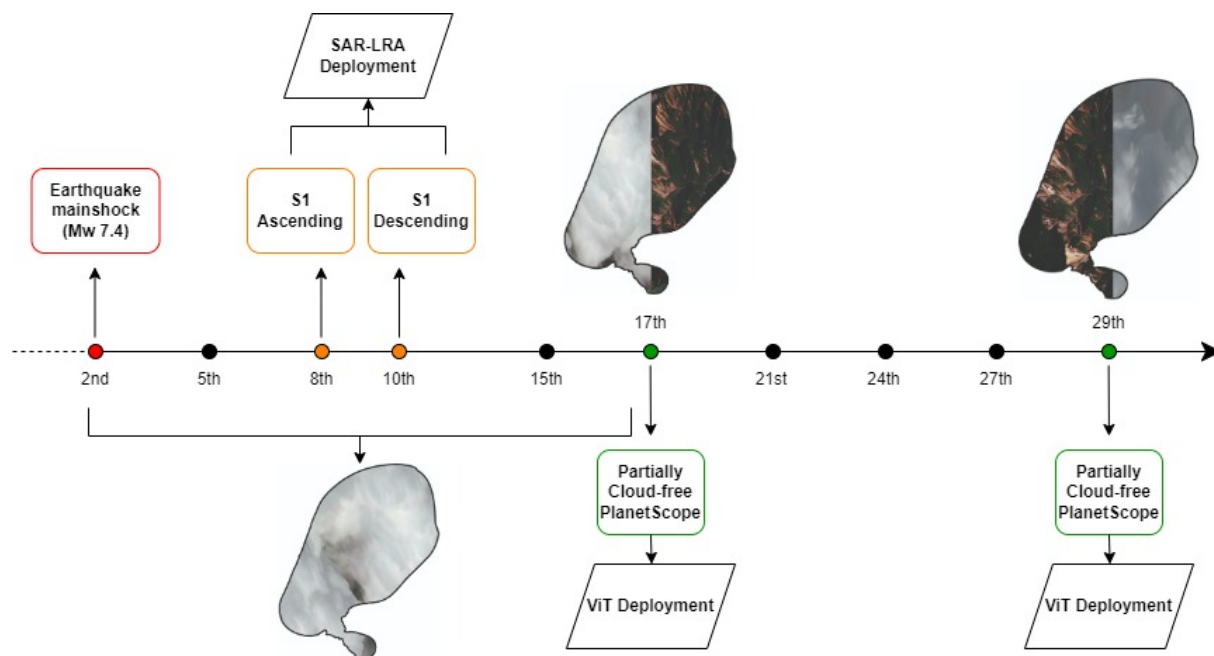 SAR-LRA
Deployment
Earthquake
mainshock
(Mw 7.4)
S1
Ascending
S1
Descending
17th
29th
2nd
5th
8th
10th
15th
21st
24th
27th
Partially
Cloud-free
PlanetScope
Partially
Cloud-free
PlanetScope
ViT Deployment
ViT Deployment